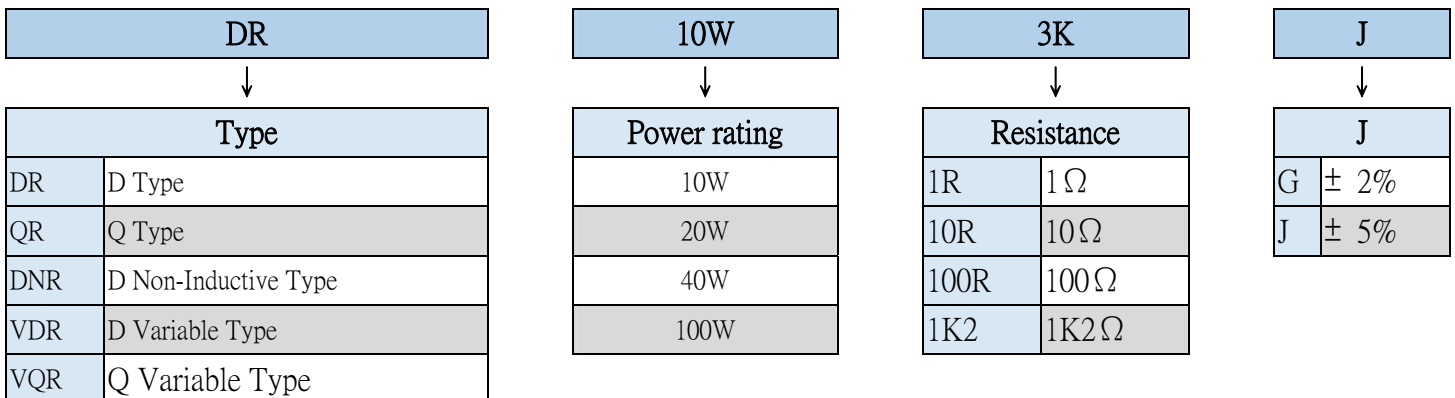 DR 10W 3K J
Type Power rating Resistance J
DR D Type 10W 1R 1Ω G ± 2%
QR Q Type 20W 10R 10Ω J ± 5%
DNR D Non-Inductive Type 40W 100R 100Ω
VDR D Variable Type 100W 1K2 1K2Ω
VQR Q Variable Type